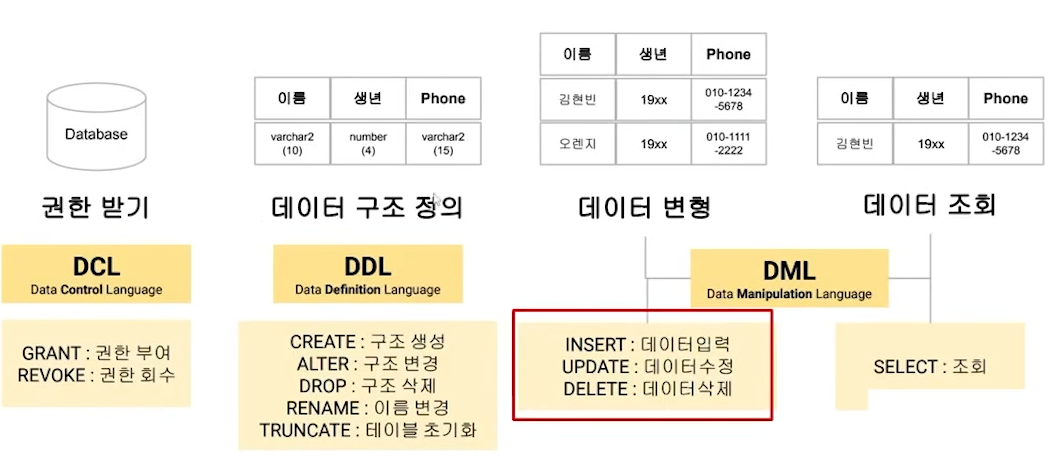 Database
권한 받기
DCL
Data Control Language
GRANT : 권한 부여
REVOKE : 권한 회수
이름 생년 Phone
varchar2 (10) number (4) varchar2 (15)
데이터 구조 정의
DDL
Data Definition Language
CREATE : 구조 생성
ALTER : 구조 변경
DROP : 구조 삭제
RENAME : 이름 변경
TRUNCATE : 테이블 초기화
이름 생년 Phone
김현빈 19xx 010-1234 -5678
오렌지 19xx 010-1111 -2222
데이터 변형
이름 생년 Phone
김현빈 19xx 010-1234 -5678
데이터 조회
DML
Data Manipulation Language
INSERT : 데이터입력
UPDATE : 데이터수정
DELETE : 데이터삭제
SELECT : 조회